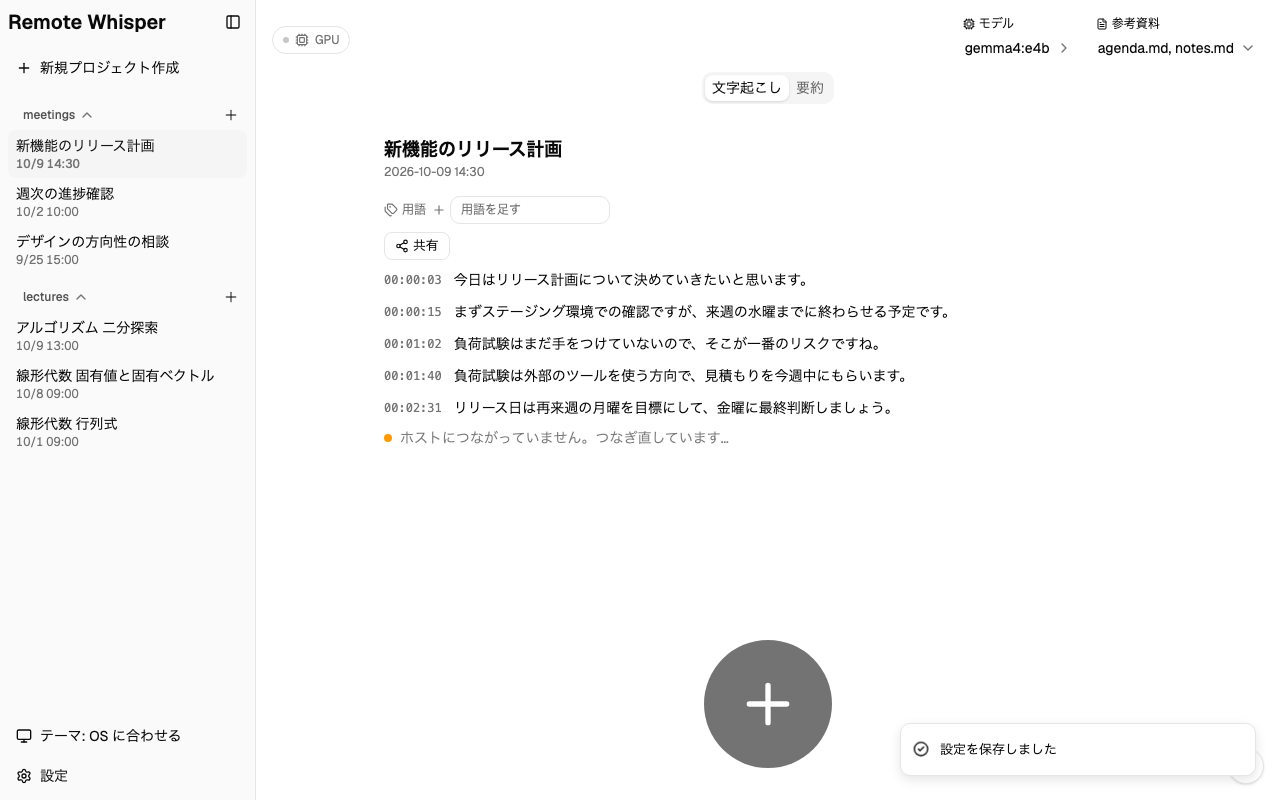 Remote Whisper
新規プロジェクト作成
meetings
新機能のリリース計画
10/9 14:30
週次の進捗確認
10/2 10:00
デザインの方向性の相談
9/25 15:00
lectures
アルゴリズム 二分探索
10/9 13:00
線形代数 固有値と固有ベクトル
10/8 09:00
線形代数 行列式
10/1 09:00
テーマ: OS に合わせる
設定
GPU
モデル
gemma4:e4b
参考資料
agenda.md, notes.md
文字起こし 要約
新機能のリリース計画
2026-10-09 14:30
用語 用語を足す
共有
00:00:03 今日はリリース計画について決めていきたいと思います。
00:00:15 まずステージング環境での確認ですが、来週の水曜までに終わらせる予定です。
00:01:02 負荷試験はまだ手をつけていないので、そこが一番のリスクですね。
00:01:40 負荷試験は外部のツールを使う方向で、見積もりを今週中にもらいます。
00:02:31 リリース日は再来週の月曜を目標にして、金曜に最終判断しましょう。
ホストにつながっていません。つなぎ直しています…
設定を保存しました